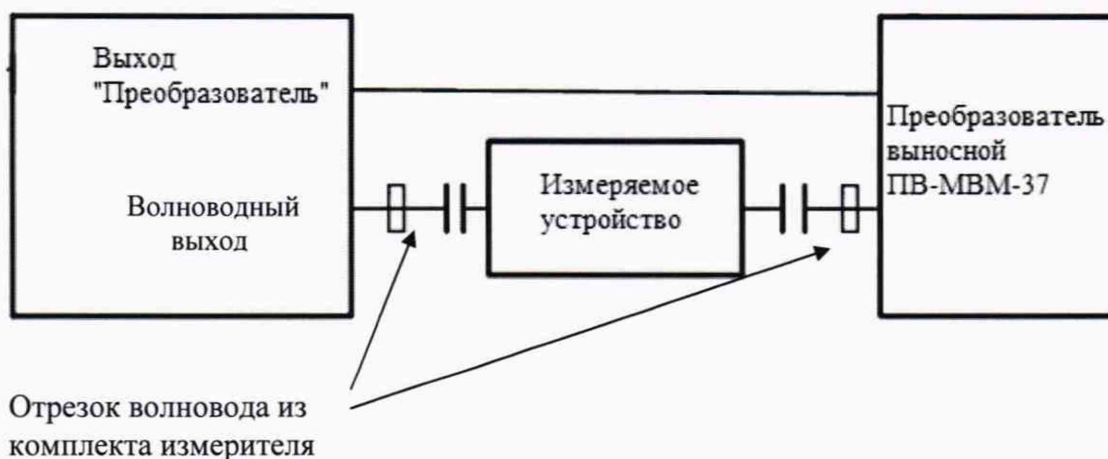 Выход
"Преобразователь"
Волноводный
выход
Измеряемое
устройство
Преобразователь
выносной
ПВ-МВМ-37
Отрезок волновода из
комплекта измерителя